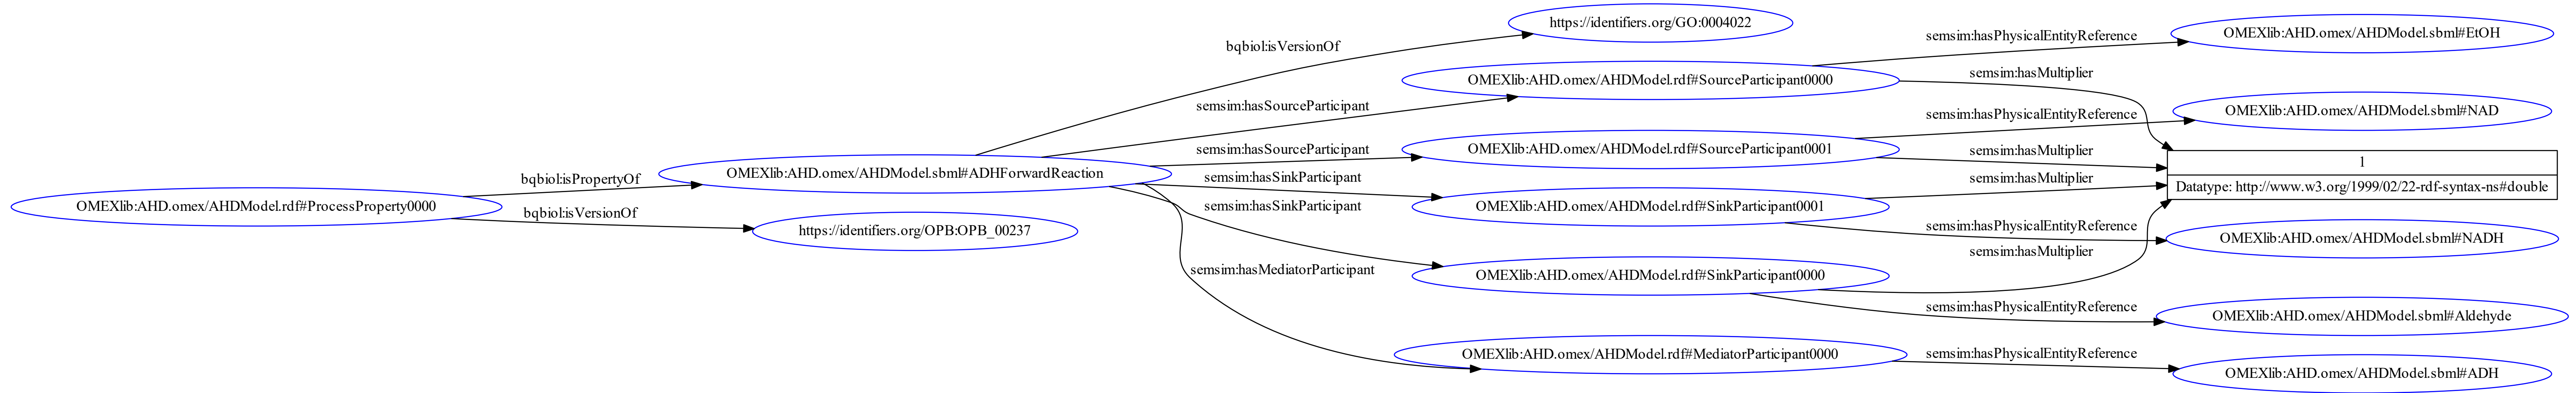 https://identifiers.org/GO:0004022
bqbiol:isVersionOf
semsim:hasPhysicalEntityReference
OMEXlib:AHD.omex/AHDModel.sbml#EtOH
OMEXlib:AHD.omex/AHDModel.rdf#SourceParticipant0000
semsim:hasMultiplier
semsim:hasSourceParticipant
semsim:hasPhysicalEntityReference
OMEXlib:AHD.omex/AHDModel.sbml#NAD
semsim:hasSourceParticipant
OMEXlib:AHD.omex/AHDModel.rdf#SourceParticipant0001
semsim:hasMultiplier
1
Datatype: http://www.w3.org/1999/02/22-rdf-syntax-ns#double
bqbiol:isPropertyOf
OMEXlib:AHD.omex/AHDModel.sbml#ADHForwardReaction
semsim:hasSinkParticipant
semsim:hasMultiplier
OMEXlib:AHD.omex/AHDModel.rdf#ProcessProperty0000
semsim:hasSinkParticipant
OMEXlib:AHD.omex/AHDModel.rdf#SinkParticipant0001
bqbiol:isVersionOf
https://identifiers.org/OPB:OPB_00237
semsim:hasPhysicalEntityReference
OMEXlib:AHD.omex/AHDModel.sbml#NADH
semsim:hasMultiplier
semsim:hasMediatorParticipant
OMEXlib:AHD.omex/AHDModel.rdf#SinkParticipant0000
semsim:hasPhysicalEntityReference
OMEXlib:AHD.omex/AHDModel.sbml#Aldehyde
OMEXlib:AHD.omex/AHDModel.rdf#MediatorParticipant0000
semsim:hasPhysicalEntityReference
OMEXlib:AHD.omex/AHDModel.sbml#ADH